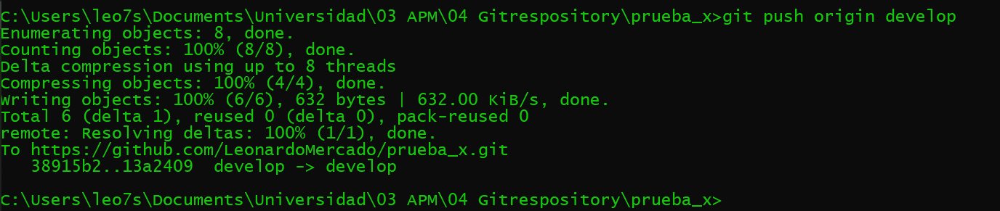 C:\Users\leo7s\Documents\Universidad\03 APM\04 Gitrespository\prueba_x>git push origin develop
Enumerating objects: 8, done.
Counting objects: 100% (8/8), done.
Delta compression using up to 8 threads
Compressing objects: 100% (4/4), done.
Writing objects: 100% (6/6), 632 bytes | 632.00 KiB/s, done.
Total 6 (delta 1), reused 0 (delta 0), pack-reused 0
remote: Resolving deltas: 100% (1/1), done.
To https://github.com/LeonardoMercado/prueba_x.git
   38915b2..13a2409  develop -> develop
C:\Users\leo7s\Documents\Universidad\03 APM\04 Gitrespository\prueba_x>